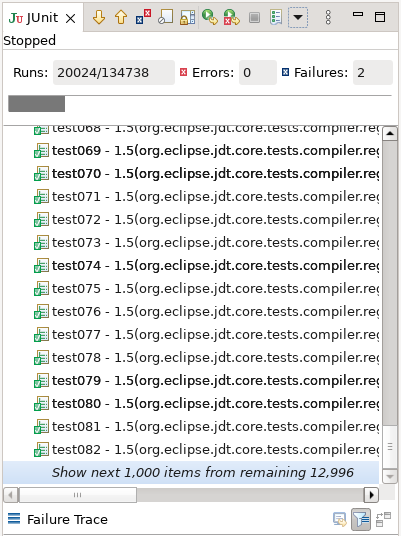 JUnit
Stopped
Runs: 20024/134738 Errors: 0 Failures: 2
test068 - 1.5(org.eclipse.jdt.core.tests.compiler.reg
test069 - 1.5(org.eclipse.jdt.core.tests.compiler.reg
test070 - 1.5(org.eclipse.jdt.core.tests.compiler.reg
test071 - 1.5(org.eclipse.jdt.core.tests.compiler.reg
test072 - 1.5(org.eclipse.jdt.core.tests.compiler.reg
test073 - 1.5(org.eclipse.jdt.core.tests.compiler.reg
test074 - 1.5(org.eclipse.jdt.core.tests.compiler.reg
test075 - 1.5(org.eclipse.jdt.core.tests.compiler.reg
test076 - 1.5(org.eclipse.jdt.core.tests.compiler.reg
test077 - 1.5(org.eclipse.jdt.core.tests.compiler.reg
test078 - 1.5(org.eclipse.jdt.core.tests.compiler.reg
test079 - 1.5(org.eclipse.jdt.core.tests.compiler.reg
test080 - 1.5(org.eclipse.jdt.core.tests.compiler.reg
test081 - 1.5(org.eclipse.jdt.core.tests.compiler.reg
test082 - 1.5(org.eclipse.jdt.core.tests.compiler.reg
Show next 1,000 items from remaining 12,996
Failure Trace